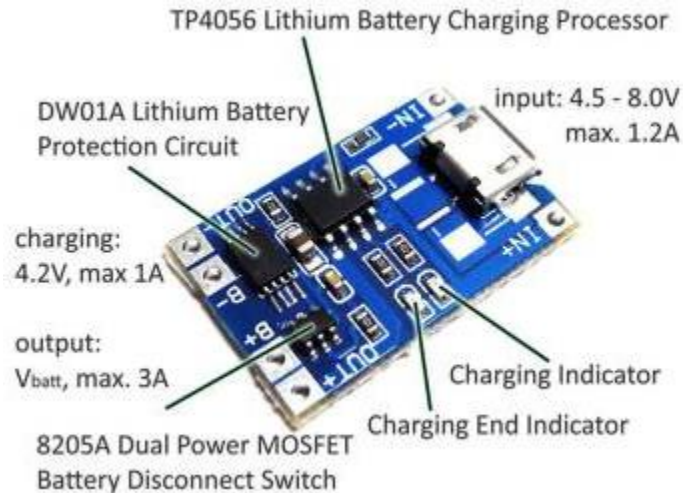 TP4056 Lithium Battery Charging Processor
DW01A Lithium Battery
Protection Circuit
input: 4.5 - 8.0V
max. 1.2A
IN-
OUT-
IN+
charging:
4.2V, max 1A
B-
B+
output:
Vbatt, max. 3A
OUT+
Charging Indicator
Charging End Indicator
8205A Dual Power MOSFET
Battery Disconnect Switch